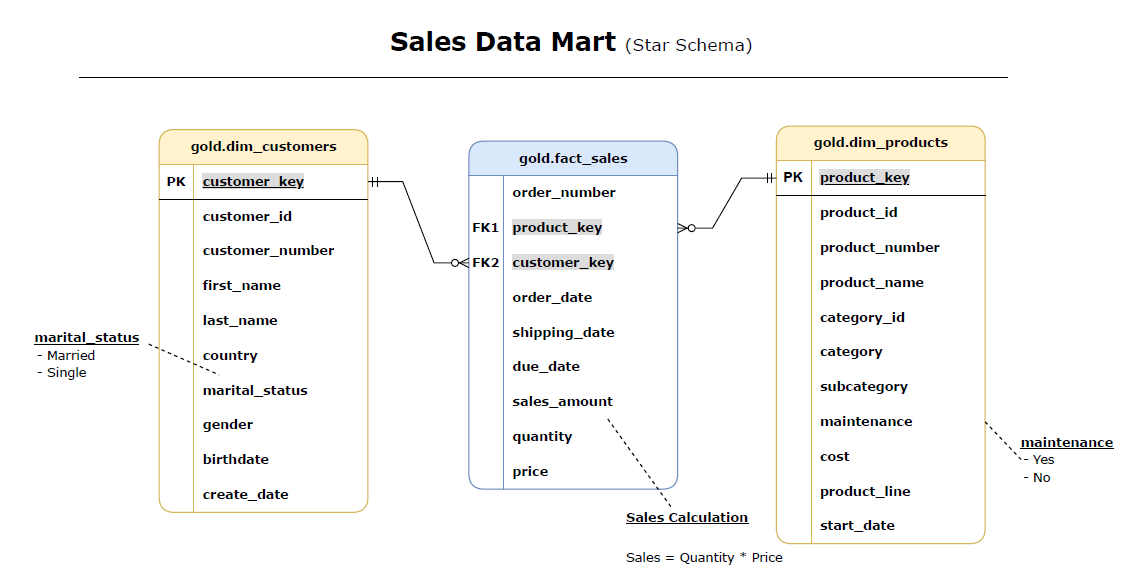 Sales Data Mart (Star Schema)
gold.dim_customers
PK customer_key
customer_id
customer_number
first_name
last_name
country
marital_status
gender
birthdate
create_date
marital_status
- Married
- Single
gold.fact_sales
order_number
FK1 product_key
FK2 customer_key
order_date
shipping_date
due_date
sales_amount
quantity
price
Sales Calculation
Sales = Quantity * Price
gold.dim_products
PK product_key
product_id
product_number
product_name
category_id
category
subcategory
maintenance
cost
product_line
start_date
maintenance
- Yes
- No